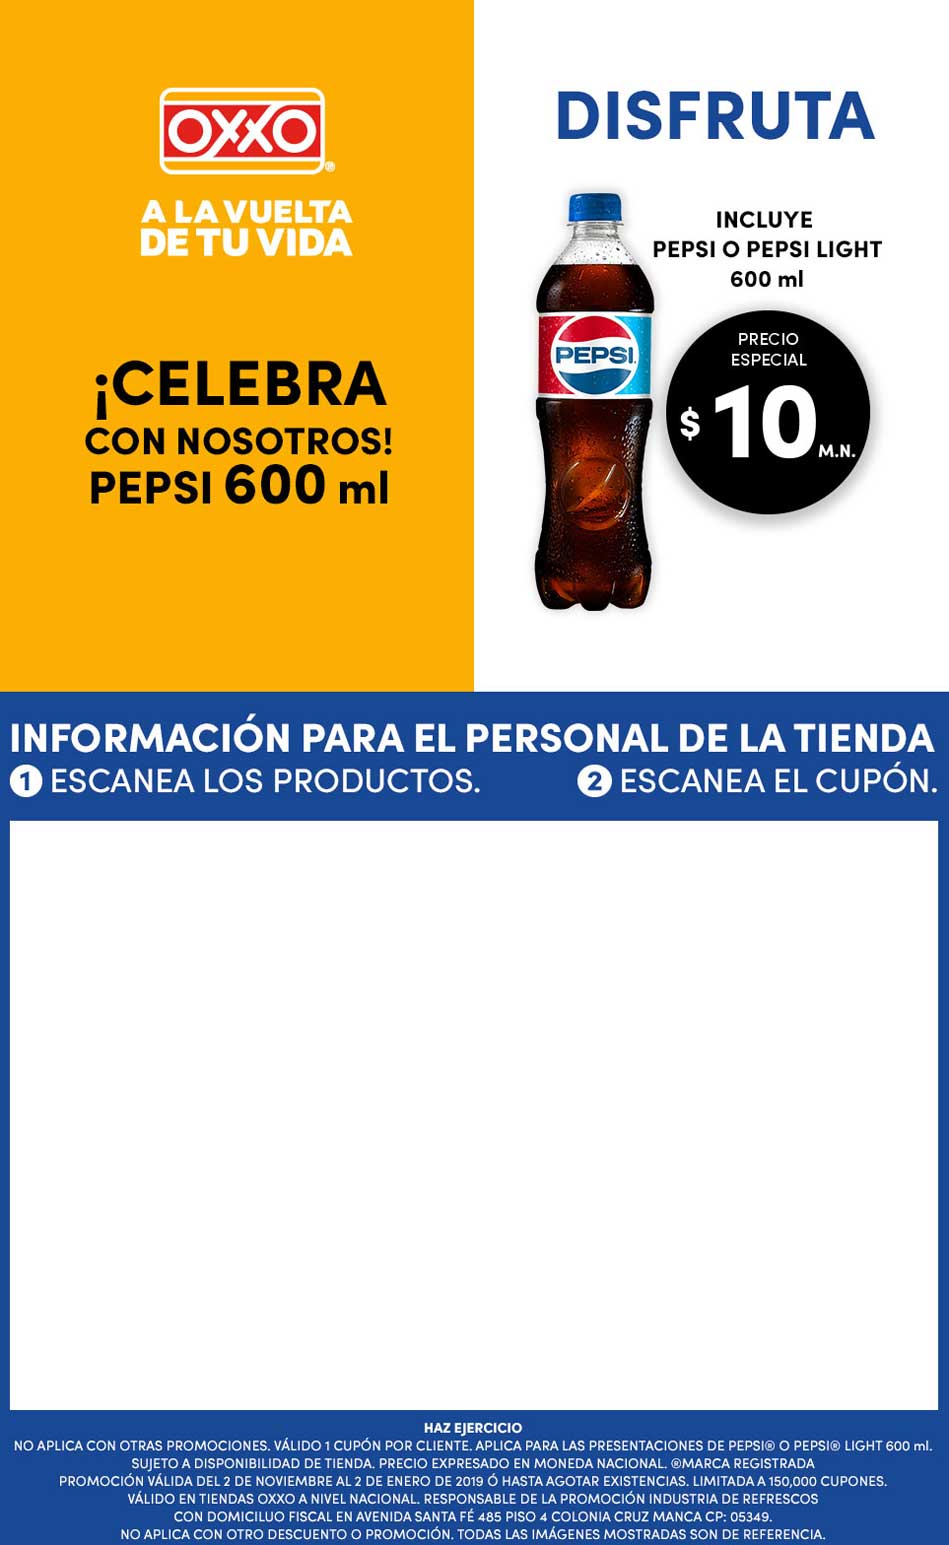 OXXO®
A LA VUELTA
DE TU VIDA
¡CELEBRA
CON NOSOTROS!
PEPSI 600 ml
DISFRUTA
INCLUYE
PEPSI O PEPSI LIGHT
600 ml
PEPSI
PRECIO
ESPECIAL
$ 10 M.N.
INFORMACIÓN PARA EL PERSONAL DE LA TIENDA
1 ESCANEA LOS PRODUCTOS. 2 ESCANEA EL CUPÓN.
HAZ EJERCICIO
NO APLICA CON OTRAS PROMOCIONES. VÁLIDO 1 CUPÓN POR CLIENTE. APLICA PARA LAS PRESENTACIONES DE PEPSI® O PEPSI® LIGHT 600 ml.
SUJETO A DISPONIBILIDAD DE TIENDA. PRECIO EXPRESADO EN MONEDA NACIONAL. ®MARCA REGISTRADA
PROMOCIÓN VÁLIDA DEL 2 DE NOVIEMBRE AL 2 DE ENERO DE 2019 Ó HASTA AGOTAR EXISTENCIAS. LIMITADA A 150,000 CUPONES.
VÁLIDO EN TIENDAS OXXO A NIVEL NACIONAL. RESPONSABLE DE LA PROMOCIÓN INDUSTRIA DE REFRESCOS
CON DOMICILUO FISCAL EN AVENIDA SANTA FÉ 485 PISO 4 COLONIA CRUZ MANCA CP: 05349.
NO APLICA CON OTRO DESCUENTO O PROMOCIÓN. TODAS LAS IMÁGENES MOSTRADAS SON DE REFERENCIA.